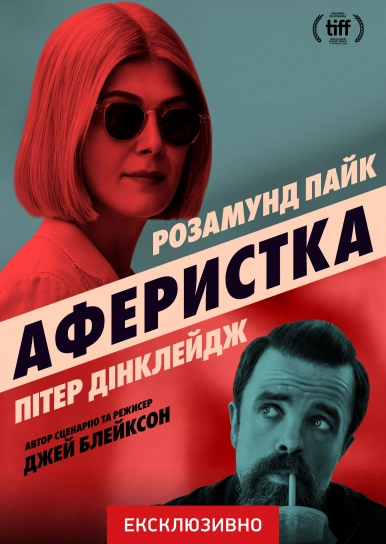 tiff
РОЗАМУНД ПАЙК
АФЕРИСТКА
ПІТЕР ДІНКЛЕЙДЖ
АВТОР СЦЕНАРІЮ ТА РЕЖИСЕР
ДЖЕЙ БЛЕЙКСОН
ЕКСКЛЮЗИВНО